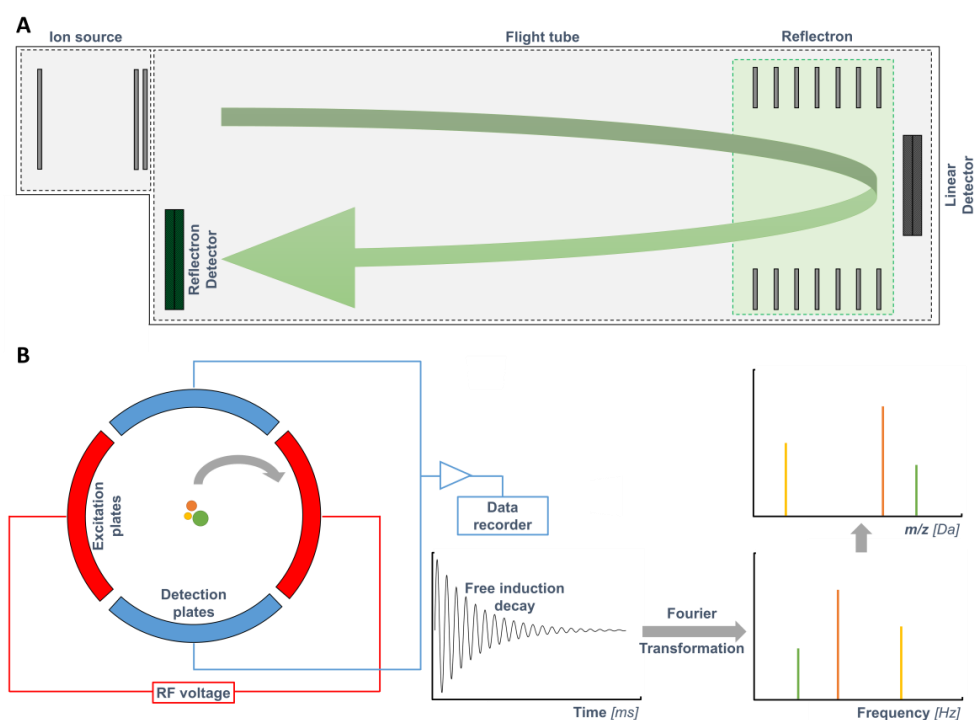 A
Ion source
Flight tube
Reflectron
Reflectron
Detector
Linear
Detector
B
Excitation
plates
Detection
plates
RF voltage
Data
recorder
Free induction
decay
Time [ms]
Fourier
Transformation
m/z [Da]
Frequency [Hz]